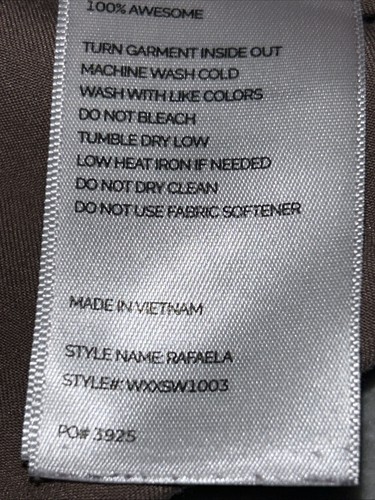 100% AWESOME
TURN GARMENT INSIDE OUT
MACHINE WASH COLD
WASH WITH LIKE COLORS
DO NOT BLEACH
TUMBLE DRY LOW
LOW HEAT IRON IF NEEDED
DO NOT DRY CLEAN
DO NOT USE FABRIC SOFTENER
MADE IN VIETNAM
STYLE NAME: RAFAELA
STYLE#: WXXSW1003
PO# 3925